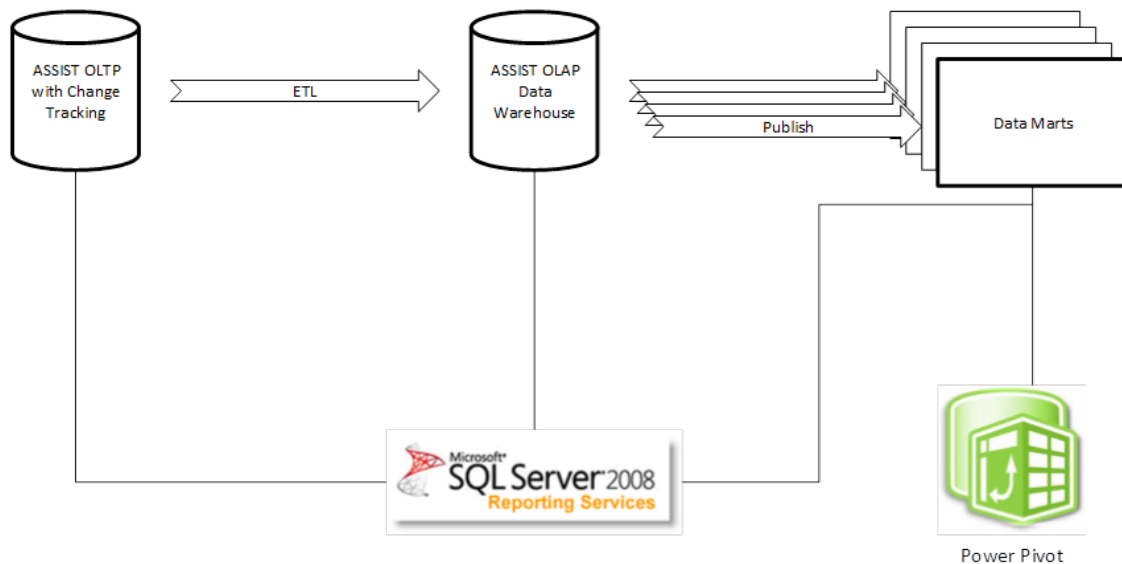 ASSIST OLTP
with Change
Tracking
ETL
ASSIST OLAP
Data
Warehouse
Publish
Data Marts
Microsoft®
SQL Server®2008
Reporting Services
Power Pivot